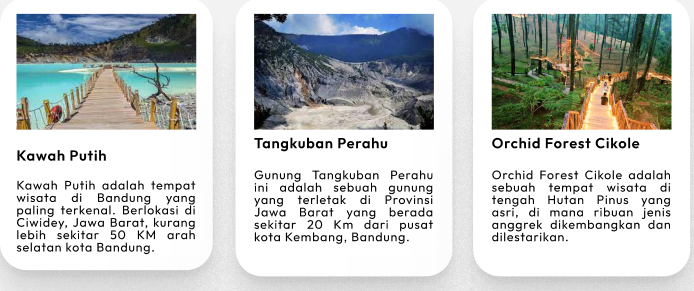 Kawah Putih
Kawah Putih adalah tempat
wisata di Bandung yang
paling terkenal. Berlokasi di
Ciwidey, Jawa Barat, kurang
lebih sekitar 50 KM arah
selatan kota Bandung.
Tangkuban Perahu
Gunung Tangkuban Perahu
ini adalah sebuah gunung
yang terletak di Provinsi
Jawa Barat yang berada
sekitar 20 Km dari pusat
kota Kembang, Bandung.
Orchid Forest Cikole
Orchid Forest Cikole adalah
sebuah tempat wisata di
tengah Hutan Pinus yang
asri, di mana ribuan jenis
anggrek dikembangkan dan
dilestarikan.